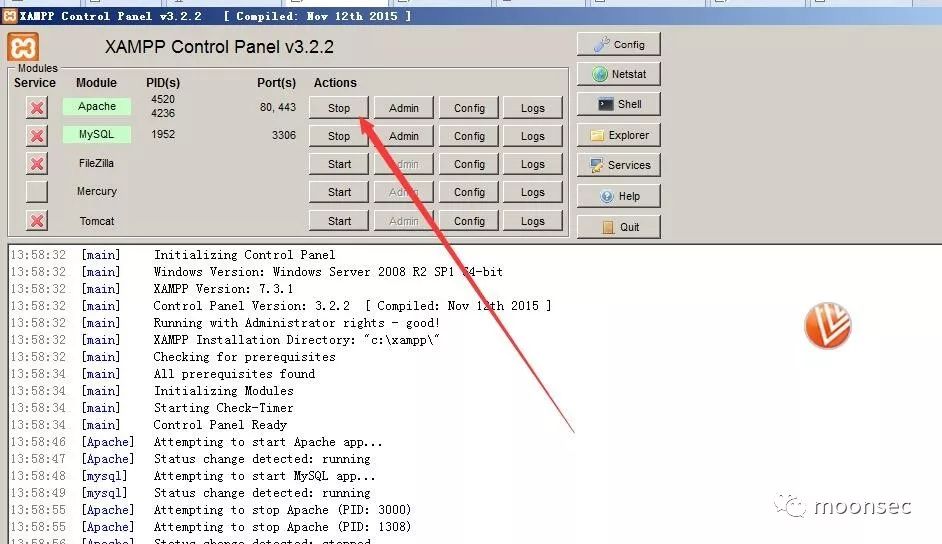 XAMPP Control Panel v3.2.2 [ Compiled: Nov 12th 2015 ]
XAMPP Control Panel v3.2.2
Config
Modules
Service Module PID(s) Port(s) Actions
Netstat
Apache 4520 4236 80, 443 Stop Admin Config Logs
Shell
MySQL 1952 3306 Stop Admin Config Logs
Explorer
FileZilla Start Admin Config Logs
Services
Mercury Start Admin Config Logs
Help
Tomcat Start Admin Config Logs
Quit
13:58:32 [main] Initializing Control Panel
13:58:32 [main] Windows Version: Windows Server 2008 R2 SP1 64-bit
13:58:32 [main] XAMPP Version: 7.3.1
13:58:32 [main] Control Panel Version: 3.2.2 [ Compiled: Nov 12th 2015 ]
13:58:32 [main] Running with Administrator rights - good!
13:58:32 [main] XAMPP Installation Directory: "c:\xampp\"
13:58:32 [main] Checking for prerequisites
13:58:34 [main] All prerequisites found
13:58:34 [main] Initializing Modules
13:58:34 [main] Starting Check-Timer
13:58:34 [main] Control Panel Ready
13:58:46 [Apache] Attempting to start Apache app...
13:58:47 [Apache] Status change detected: running
13:58:48 [mysql] Attempting to start MySQL app...
13:58:49 [mysql] Status change detected: running
13:58:55 [Apache] Attempting to stop Apache (PID: 3000)
13:58:55 [Apache] Attempting to stop Apache (PID: 1308)
13:58:56 [Apache] Status change detected: stopped
moonsec